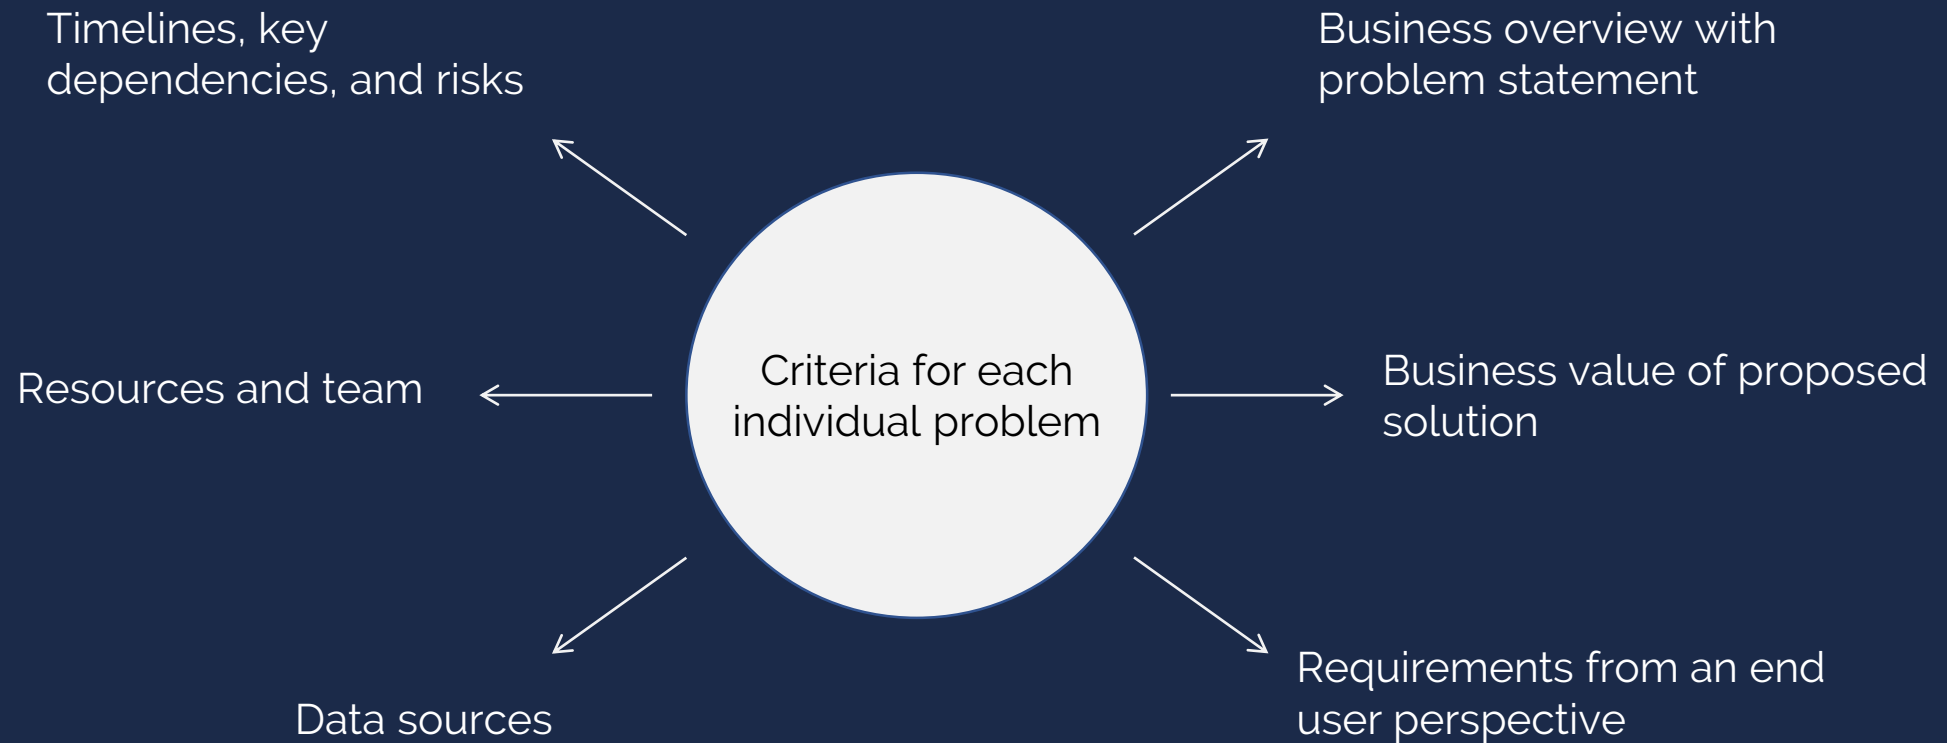 Timelines, key
dependencies, and risks
Business overview with
problem statement
Resources and team
Criteria for each
individual problem
Business value of proposed
solution
Data sources
Requirements from an end
user perspective